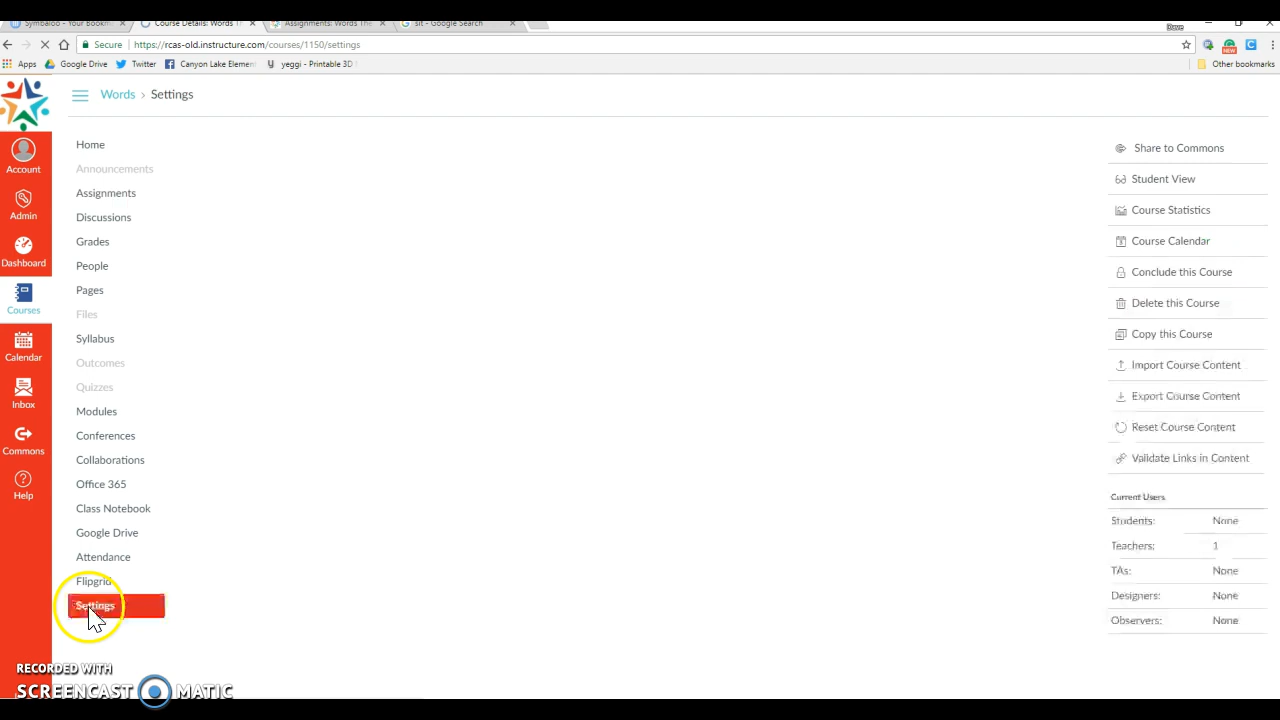 Symbaloo - Your Bookm
Course Details: Words T
Assignments: Words The
sit - Google Search
Dave
Secure https://rcas-old.instructure.com/courses/1150/settings
NEW
Apps Google Drive Twitter Canyon Lake Elemen yeggi - Printable 3D Other bookmarks
Words › Settings
Account
Admin
Dashboard
Courses
Calendar
Inbox
Commons
Help
Home
Announcements
Assignments
Discussions
Grades
People
Pages
Files
Syllabus
Outcomes
Quizzes
Modules
Conferences
Collaborations
Office 365
Class Notebook
Google Drive
Attendance
Flipgrid
Settings
Share to Commons
Student View
Course Statistics
Course Calendar
Conclude this Course
Delete this Course
Copy this Course
Import Course Content
Export Course Content
Reset Course Content
Validate Links in Content
Current Users
Students: None
Teachers: 1
TAs: None
Designers: None
Observers: None
RECORDED WITH
SCREENCAST MATIC